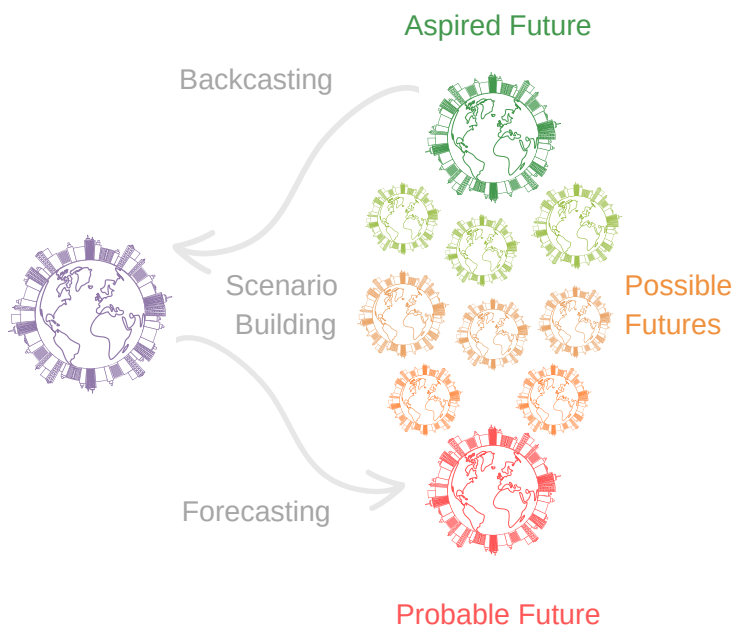 Aspired Future
Backcasting
Scenario
Building
Possible
Futures
Forecasting
Probable Future